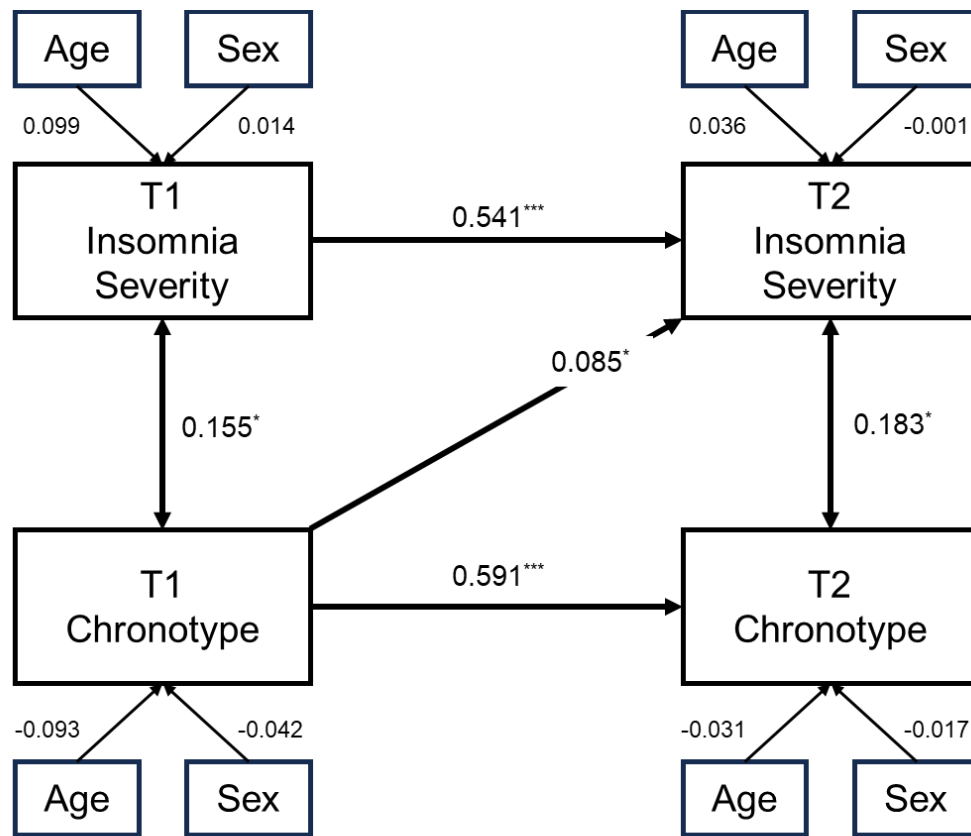 Age
Sex
Age
Sex
0.099
0.014
0.036
-0.001
T1
Insomnia
Severity
0.541***
T2
Insomnia
Severity
0.085*
0.155*
0.183*
T1
Chronotype
0.591***
T2
Chronotype
-0.093
-0.042
-0.031
-0.017
Age
Sex
Age
Sex